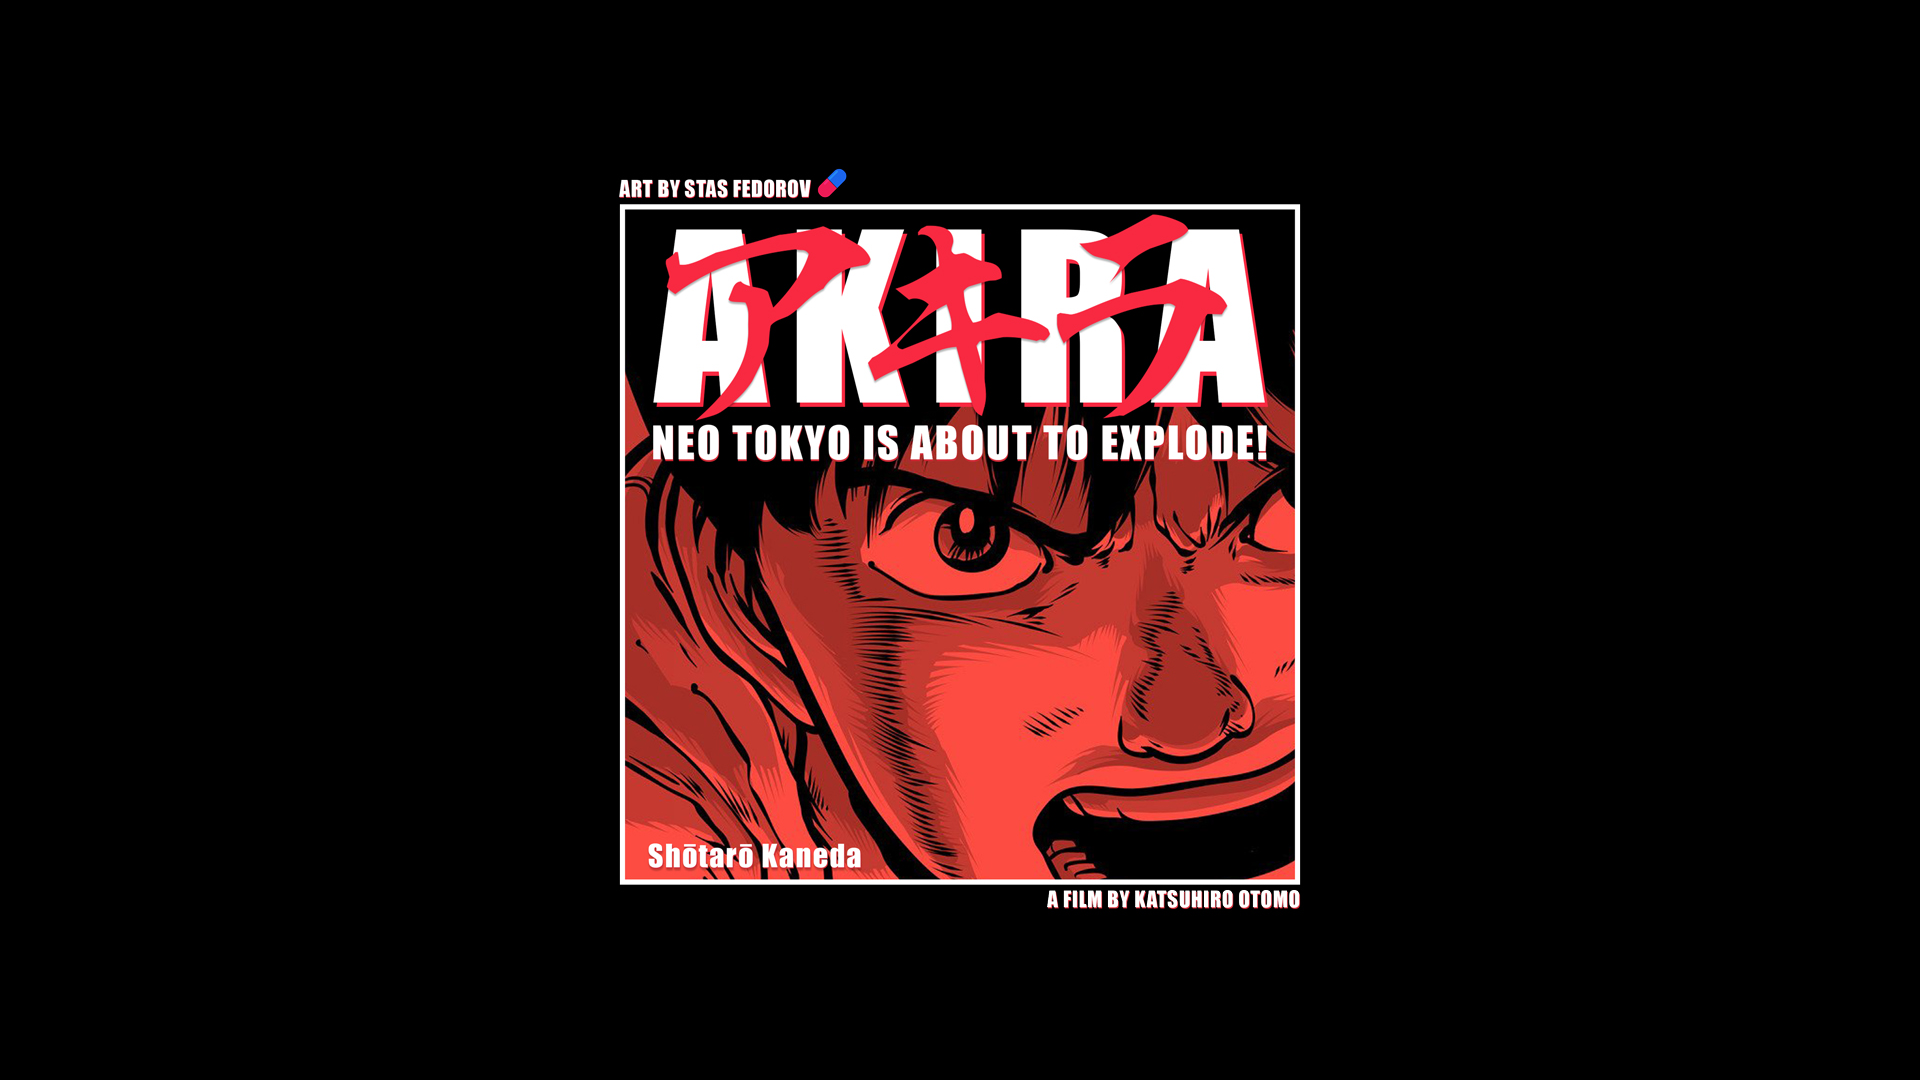 ART BY STAS FEDOROV
AKIRA
アキラ
NEO TOKYO IS ABOUT TO EXPLODE!
Shōtarō Kaneda
A FILM BY KATSUHIRO OTOMO